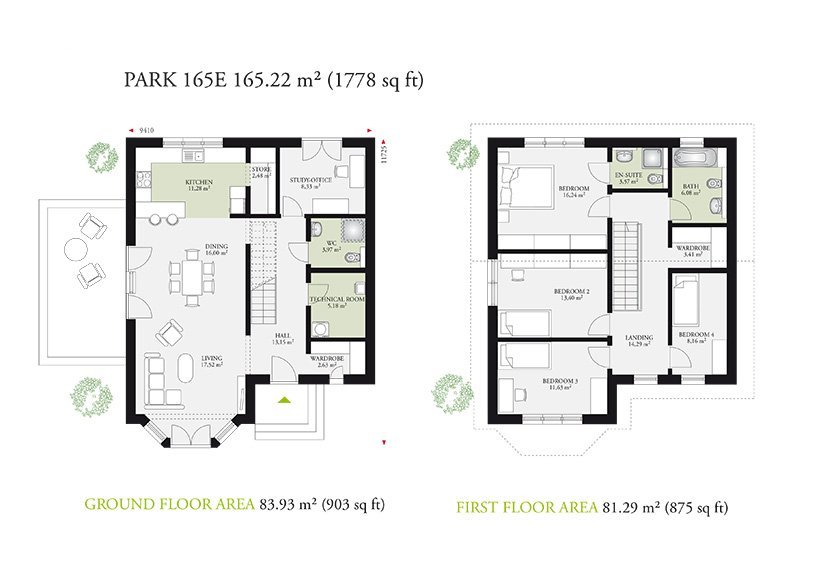 PARK 165E 165.22 m² (1778 sq ft)
9410
11725
KITCHEN
11,28 m²
STORE
2,48 m²
STUDY-OFFICE
8,33 m²
DINING
16,00 m²
WC
3,97 m²
TECHNICAL ROOM
5,18 m²
HALL
13,15 m²
LIVING
17,52 m²
WARDROBE
2,63 m²
GROUND FLOOR AREA 83.93 m² (903 sq ft)
BEDROOM
16,24 m²
EN-SUITE
3,57 m²
BATH
6,08 m²
WARDROBE
3,41 m²
BEDROOM 2
13,40 m²
LANDING
14,29 m²
BEDROOM 4
8,16 m²
BEDROOM 3
11,63 m²
FIRST FLOOR AREA 81.29 m² (875 sq ft)